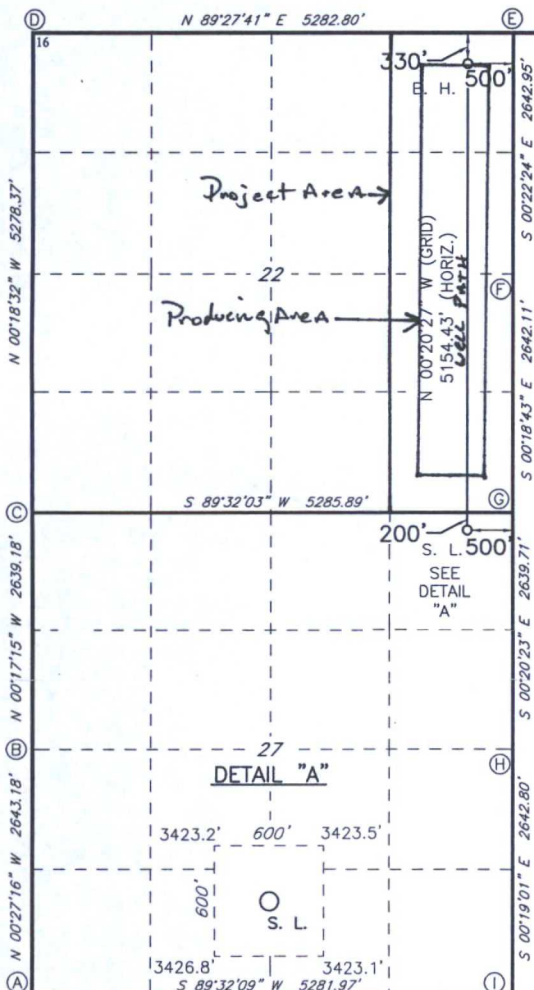 D
N 89°27'41" E 5282.80'
E
16
330'
500'
B. H.
N 00°18'32" W 5278.37'
S 00°22'24" E 2642.95'
Project Area
22
F
Producing Area
N 00°20'27" W (GRID)
5154.43' (HORIZ.)
Well PATH
S 00°18'43" E 2642.11'
C
S 89°32'03" W 5285.89'
G
200'
500'
S. L.
SEE
DETAIL
"A"
N 00°17'15" W 2639.18'
S 00°20'23" E 2639.71'
B
27
H
DETAIL "A"
3423.2' 600' 3423.5'
600'
S. L.
3426.8' 3423.1'
N 00°27'16" W 2643.18'
S 00°19'01" E 2642.80'
A
S 89°32'09" W 5281.97'
I